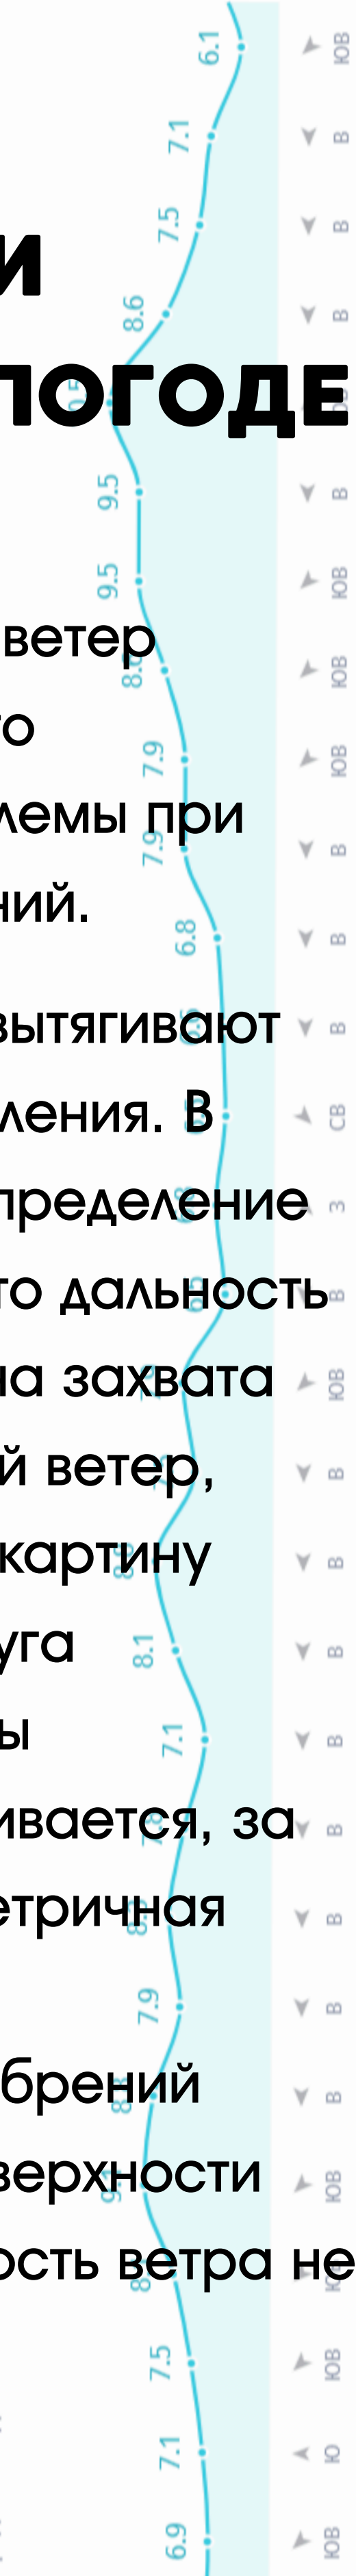 и
погоде
ветер
то
лемы при
ний.
вытягивают
ления. В
пределение
то дальность
на захвата
й ветер,
картину
уга
ы
ивается, за
етричная
брений
верхности
ость ветра не
6.1
ЮВ
7.1
В
7.5
В
8.6
В
9.5
В
9.5
ЮВ
ЮВ
7.9
ЮВ
7.9
В
6.8
В
В
СВ
З
В
ЮВ
В
В
8.1
В
7.1
В
В
В
7.9
В
В
ЮВ
7.5
ЮВ
7.1
Ю
6.9
ЮВ